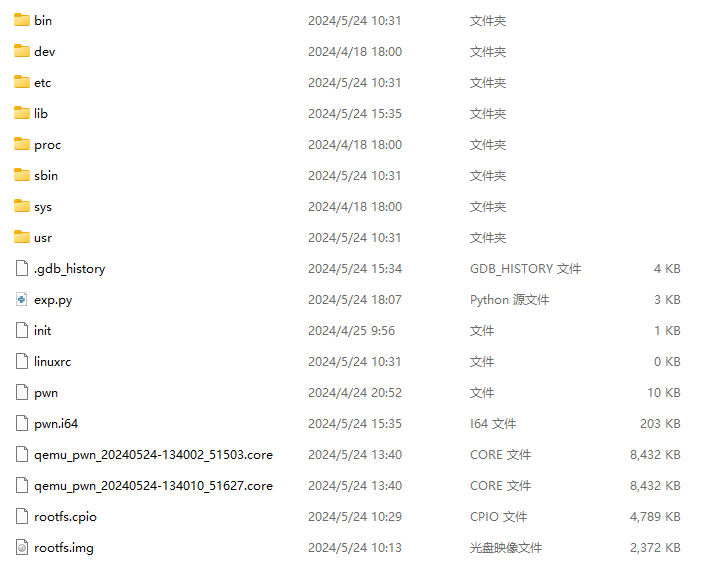 bin 2024/5/24 10:31 文件夹
dev 2024/4/18 18:00 文件夹
etc 2024/5/24 10:31 文件夹
lib 2024/5/24 15:35 文件夹
proc 2024/4/18 18:00 文件夹
sbin 2024/5/24 10:31 文件夹
sys 2024/4/18 18:00 文件夹
usr 2024/5/24 10:31 文件夹
.gdb_history 2024/5/24 15:34 GDB_HISTORY 文件 4 KB
exp.py 2024/5/24 18:07 Python 源文件 3 KB
init 2024/4/25 9:56 文件 1 KB
linuxrc 2024/5/24 10:31 文件 0 KB
pwn 2024/4/24 20:52 文件 10 KB
pwn.i64 2024/5/24 15:35 I64 文件 203 KB
qemu_pwn_20240524-134002_51503.core 2024/5/24 13:40 CORE 文件 8,432 KB
qemu_pwn_20240524-134010_51627.core 2024/5/24 13:40 CORE 文件 8,432 KB
rootfs.cpio 2024/5/24 10:29 CPIO 文件 4,789 KB
rootfs.img 2024/5/24 10:13 光盘映像文件 2,372 KB